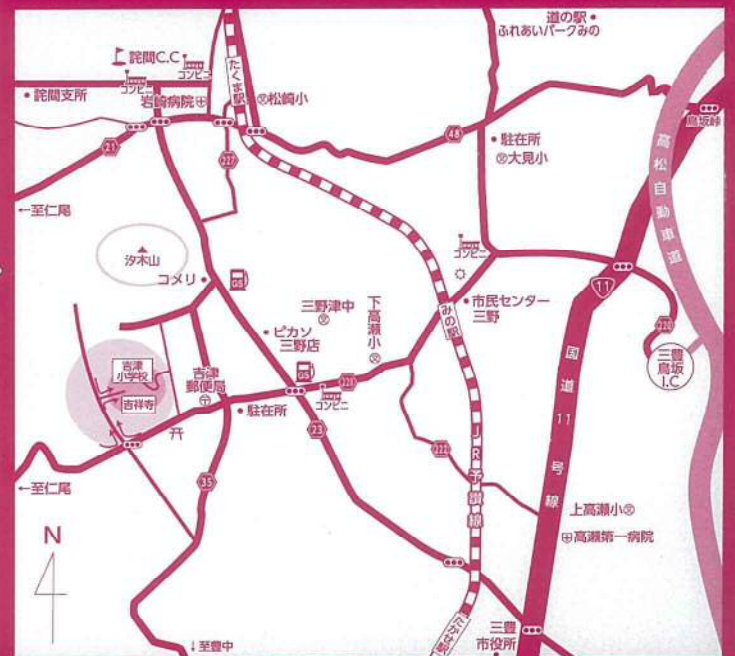 道の駅
ふれあいパークみの
詫間C.C
コンビニ
コンビニ
詫間支所
岩崎病院
たくま駅
松崎小
鳥坂峠
高松自動車道
21
48
駐在所
大見小
227
←至仁尾
コンビニ
汐木山
コメリ
GS
三野津中
下高瀬小
みの駅
市民センター
三野
11
220
三豊
鳥坂
I.C
ピカソ
三野店
国道11号線
吉津
小学校
吉祥寺
吉津
郵便局
GS
220
コンビニ
駐在所
23
222
JR予讃線
←至仁尾
35
上高瀬小
高瀬第一病院
N
↓至豊中
たかせ駅
三豊
市役所